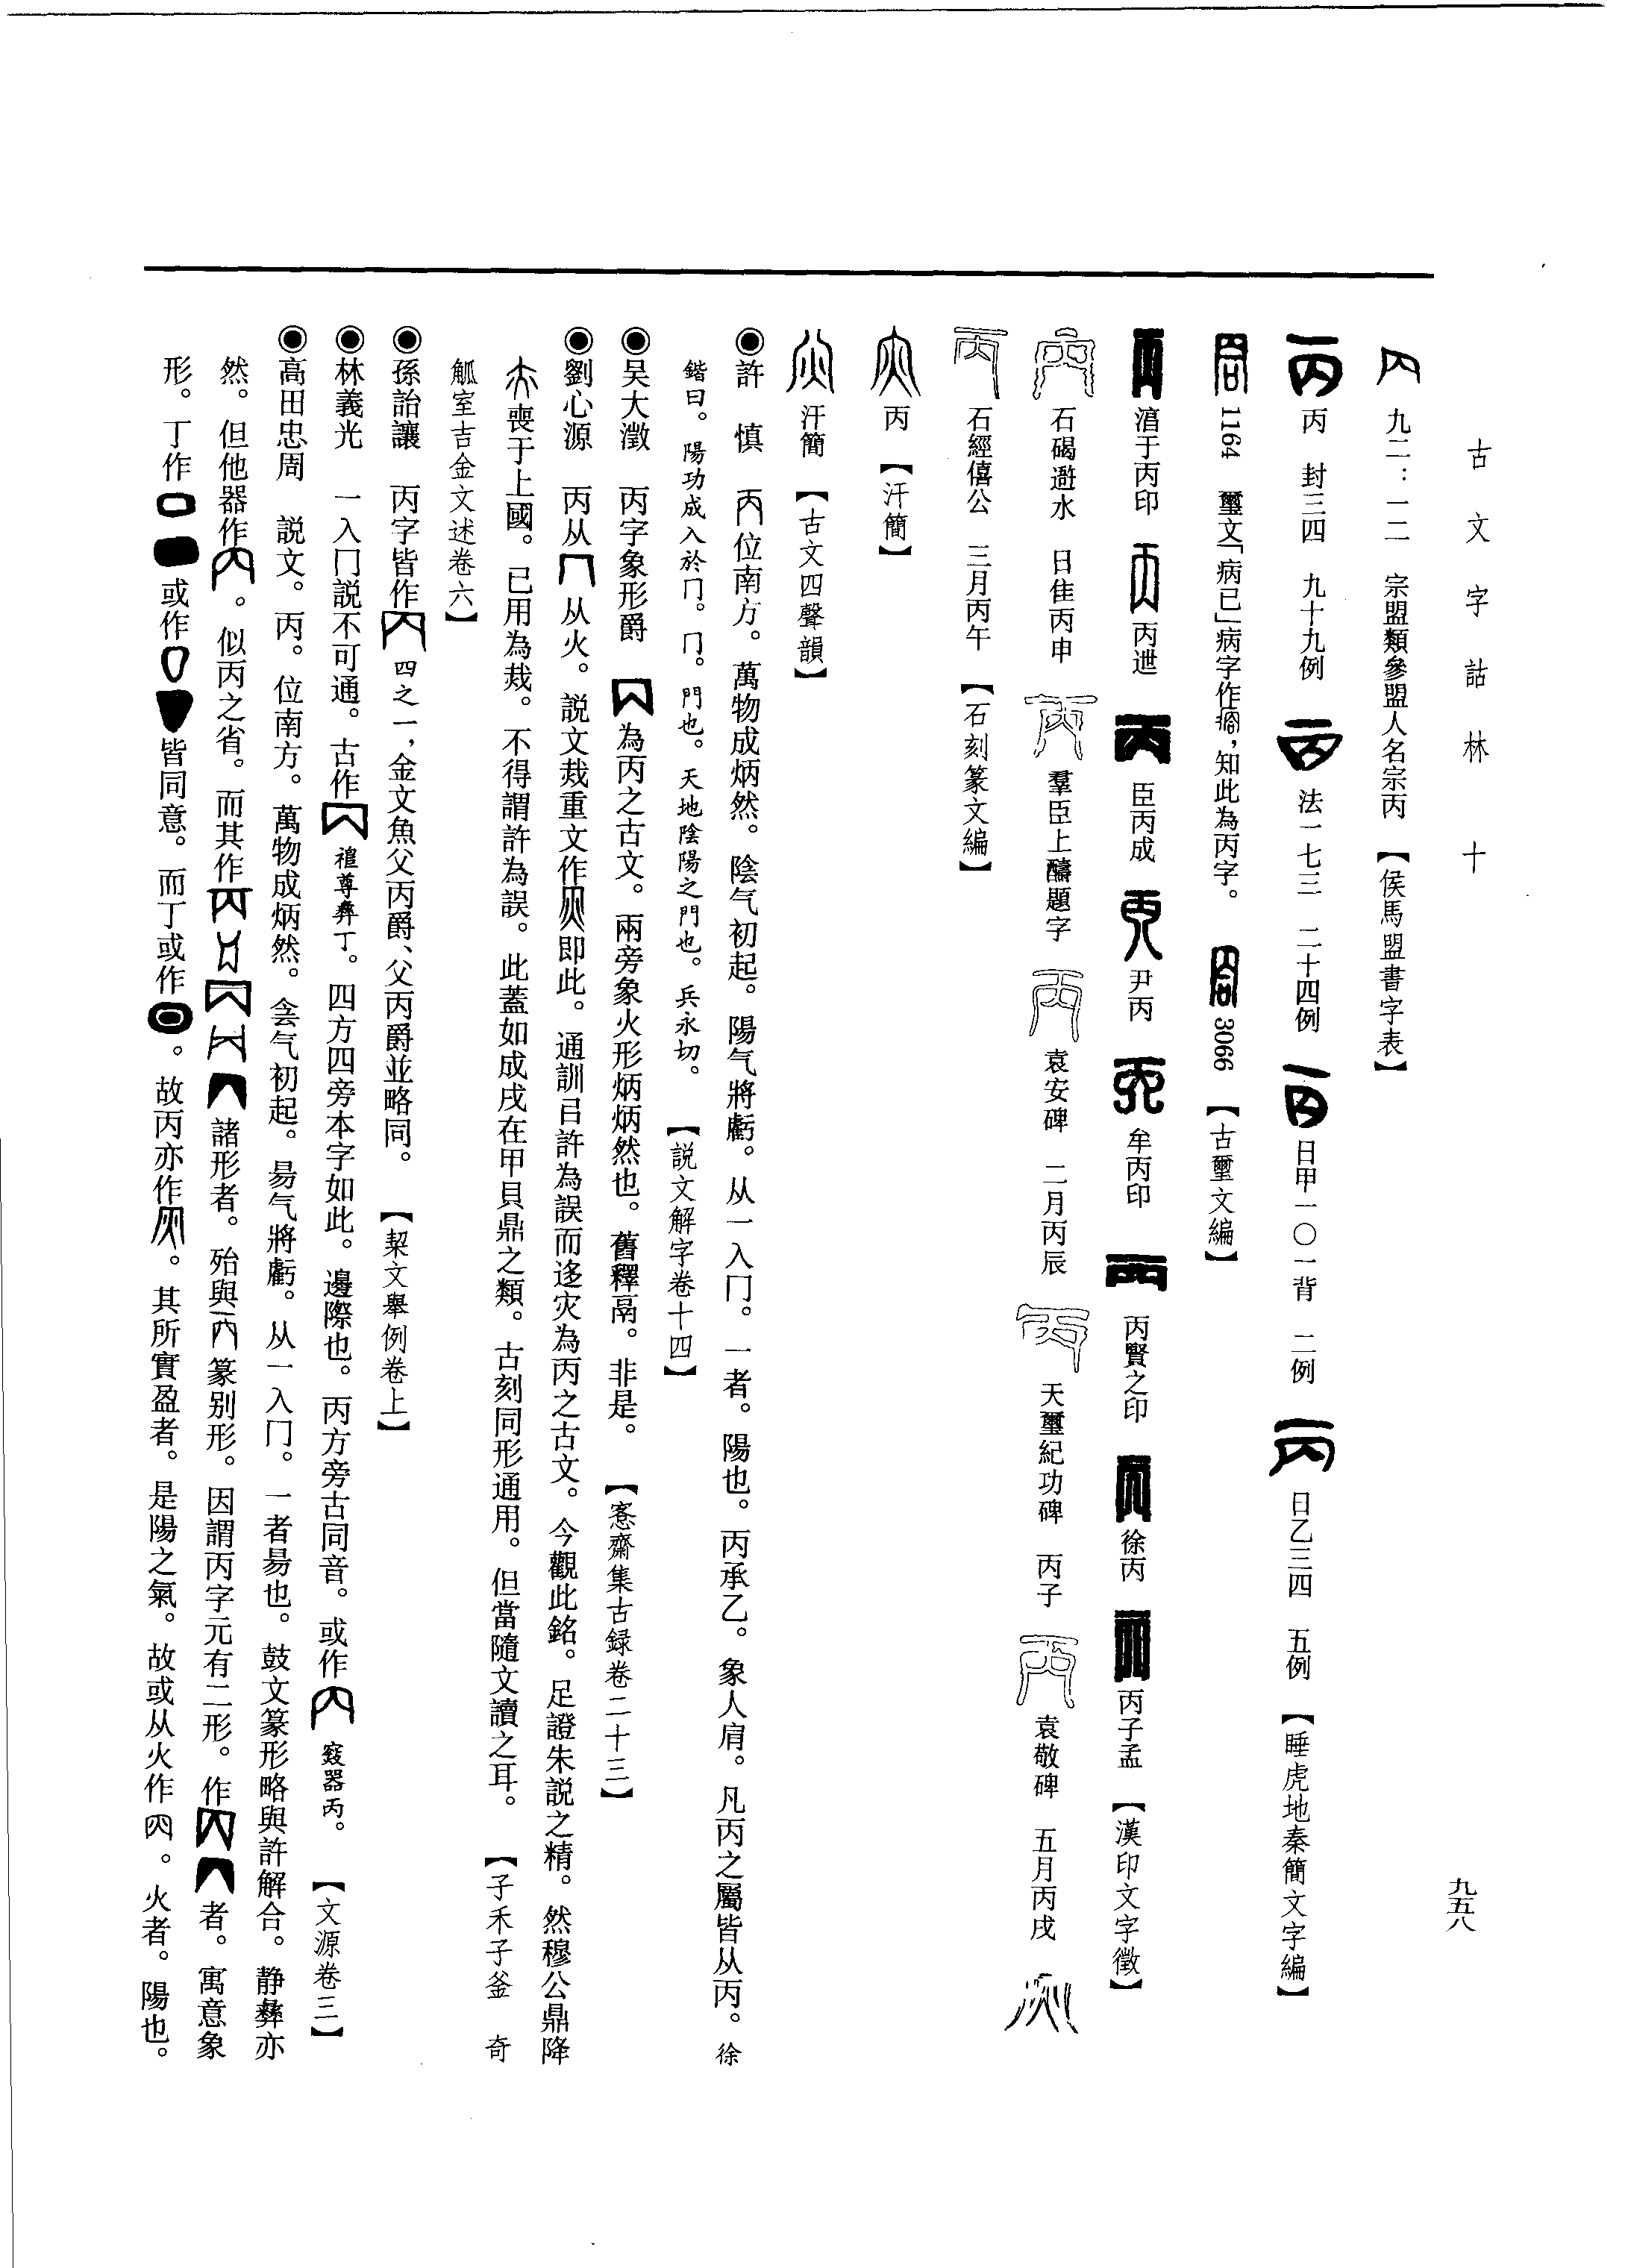 古文字詁林　十
九五八
九二：一二　宗盟類參盟人名宗丙　【侯馬盟書字表】
丙　封三四　九十九例　法一七三　二十四例　日甲一〇一背　二例　日乙三四　五例　【睡虎地秦簡文字編】
1164　璽文「病已」病字作，知此為丙字。　3066　【古璽文編】
丙印　丙　臣丙成　尹丙　牟丙印　丙賢之印　徐丙　丙子孟　【漢印文字徵】
石碣避水　日隹丙申　羣臣上醻題字　袁安碑　二月丙辰　天璽紀功碑　丙子　袁敬碑　五月丙戌
石經僖公　三月丙午　【石刻篆文編】
丙　【汗簡】
汗簡　【古文四聲韻】
◉許　慎　丙位南方。萬物成炳然。陰气初起。陽气將虧。从一入冂。一者。陽也。丙承乙。象人肩。凡丙之屬皆从丙。徐
鍇曰。陽功成入於冂。冂。門也。天地陰陽之門也。兵永切。　【説文解字卷十四】
◉吴大澂　丙字象形爵　為丙之古文。兩旁象火形炳炳然也。舊釋鬲。非是。　【愙齋集古録卷二十三】
◉劉心源　丙从冂从火。説文烖重文作即此。通訓㠯許為誤而迻灾為丙之古文。今觀此銘。足證朱説之精。然穆公鼎降
喪于上國。已用為烖。不得謂許為誤。此蓋如成戌在甲貝鼎之類。古刻同形通用。但當隨文讀之耳。　【子禾子釜　奇
觚室吉金文述卷六】
◉孫詒讓　丙字皆作四之一，金文魚父丙爵、父丙爵並略同。　【栔文舉例卷上】
◉林義光　一入冂説不可通。古作尊彝丁。四方四旁本字如此。邊際也。丙方旁古同音。或作器丙。　【文源卷三】
◉高田忠周　説文。丙。位南方。萬物成炳然。侌气初起。昜气將虧。从一入冂。一者昜也。鼓文篆形略與許解合。静彝亦
然。但他器作。似丙之省。而其作諸形者。殆與篆别形。因謂丙字元有二形。作者。寓意象
形。丁作或作皆同意。而丁或作。故丙亦作。其所實盈者。是陽之氣。故或从火作。火者。陽也。